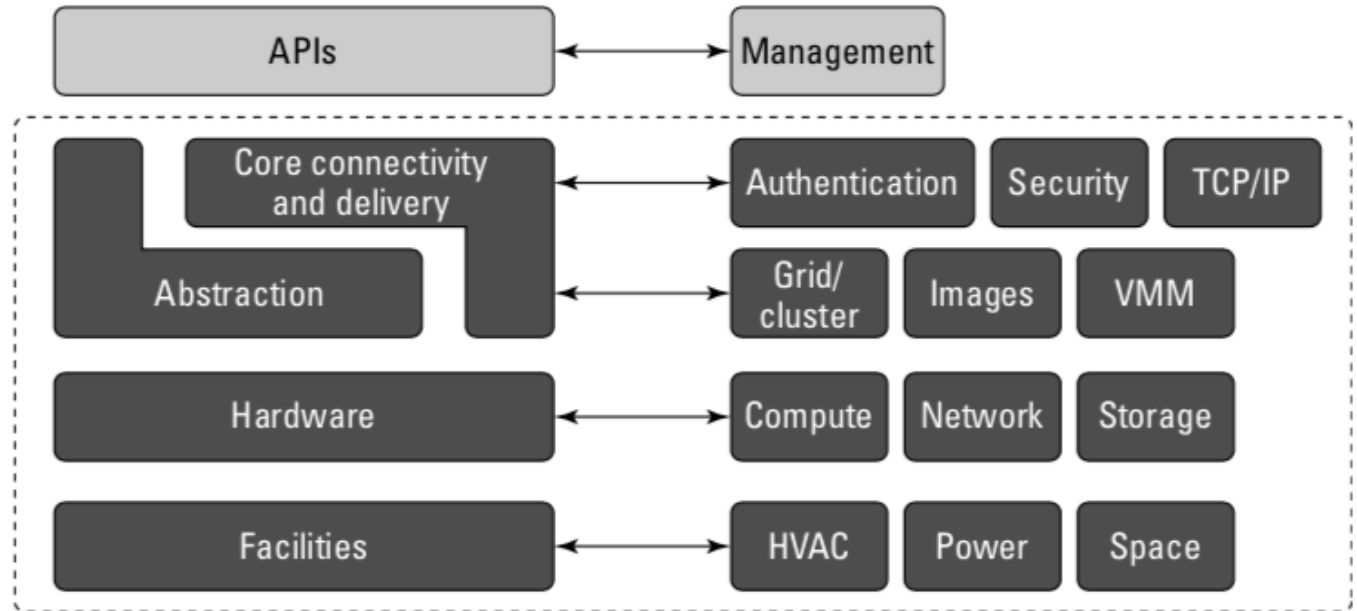 APIs
Management
Core connectivity
and delivery
Authentication
Security
TCP/IP
Abstraction
Grid/
cluster
Images
VMM
Hardware
Compute
Network
Storage
Facilities
HVAC
Power
Space